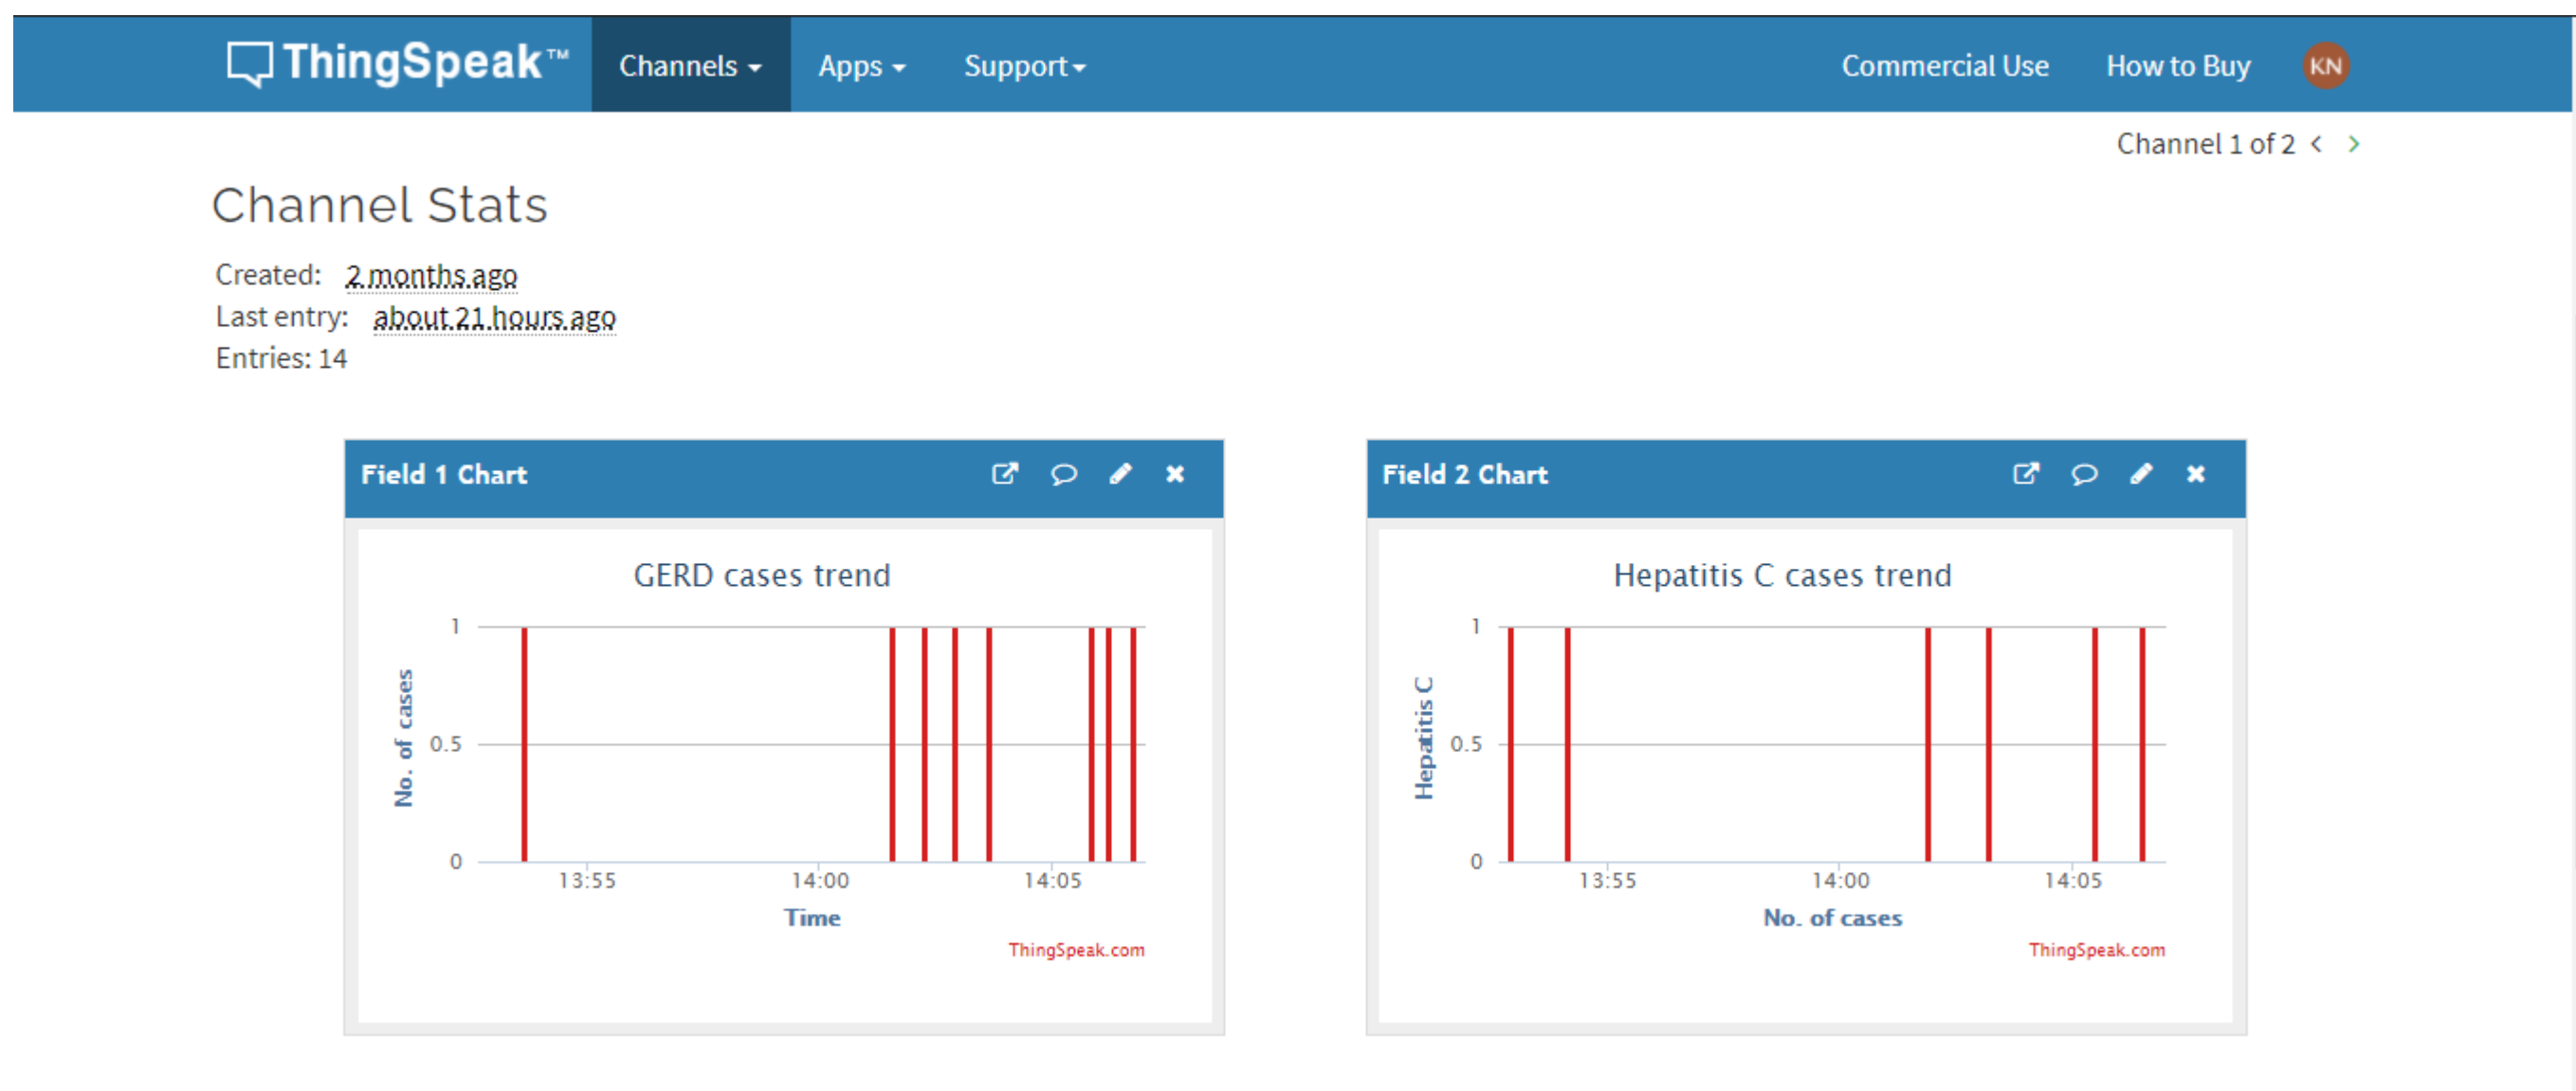 ThingSpeak™ Channels Apps Support Commercial Use How to Buy KN
Channel 1 of 2 < >
Channel Stats
Created: 2 months ago
Last entry: about 21 hours ago
Entries: 14
Field 1 Chart
GERD cases trend
No. of cases
1
0.5
0
13:55 14:00 14:05
Time
ThingSpeak.com
Field 2 Chart
Hepatitis C cases trend
Hepatitis C
1
0.5
0
13:55 14:00 14:05
No. of cases
ThingSpeak.com